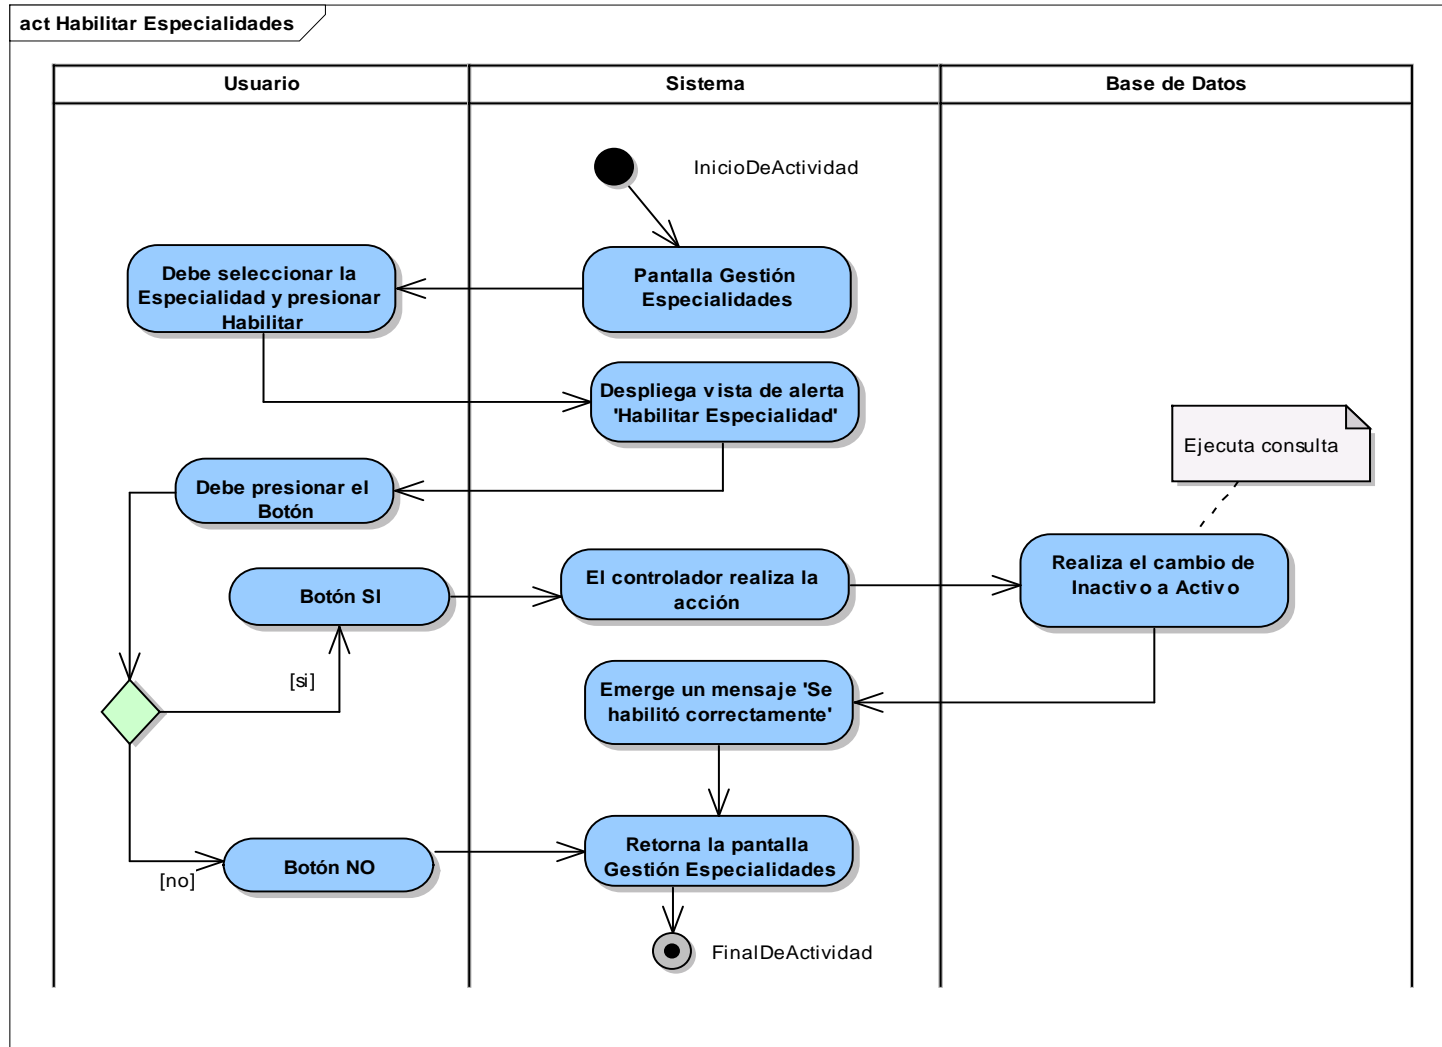 act Habilitar Especialidades
Usuario
Sistema
Base de Datos
InicioDeActividad
Debe seleccionar la
Especialidad y presionar
Habilitar
Pantalla Gestión
Especialidades
Despliega vista de alerta
'Habilitar Especialidad'
Ejecuta consulta
Debe presionar el
Botón
Botón SI
El controlador realiza la
acción
Realiza el cambio de
Inactivo a Activo
[si]
Emerge un mensaje 'Se
habilitó correctamente'
[no]
Botón NO
Retorna la pantalla
Gestión Especialidades
FinalDeActividad